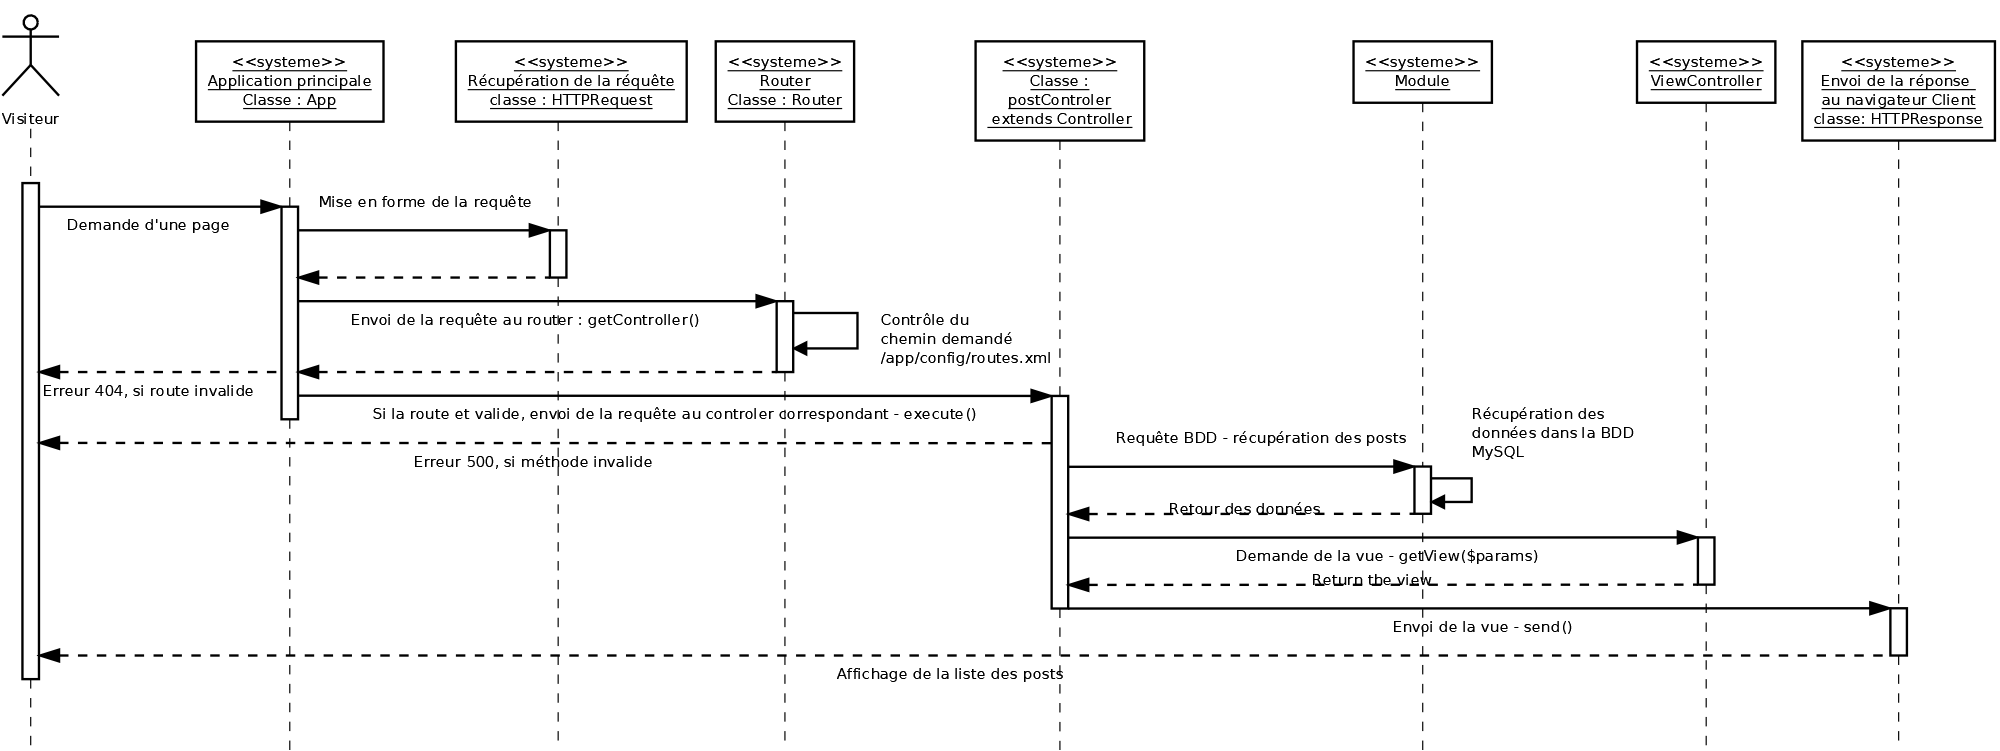 Visiteur
<<systeme>>
Application principale
Classe : App
<<systeme>>
Récupération de la réquête
classe : HTTPRequest
<<systeme>>
Router
Classe : Router
<<systeme>>
Classe :
postControler
extends Controller
<<systeme>>
Module
<<systeme>>
ViewController
<<systeme>>
Envoi de la réponse
au navigateur Client
classe: HTTPResponse
Demande d'une page
Mise en forme de la requête
Envoi de la requête au router : getController()
Contrôle du
chemin demandé
/app/config/routes.xml
Erreur 404, si route invalide
Si la route et valide, envoi de la requête au controler correspondant - execute()
Erreur 500, si méthode invalide
Requête BDD - récupération des posts
Récupération des
données dans la BDD
MySQL
Retour des données
Demande de la vue - getView($params)
Return the view
Envoi de la vue - send()
Affichage de la liste des posts